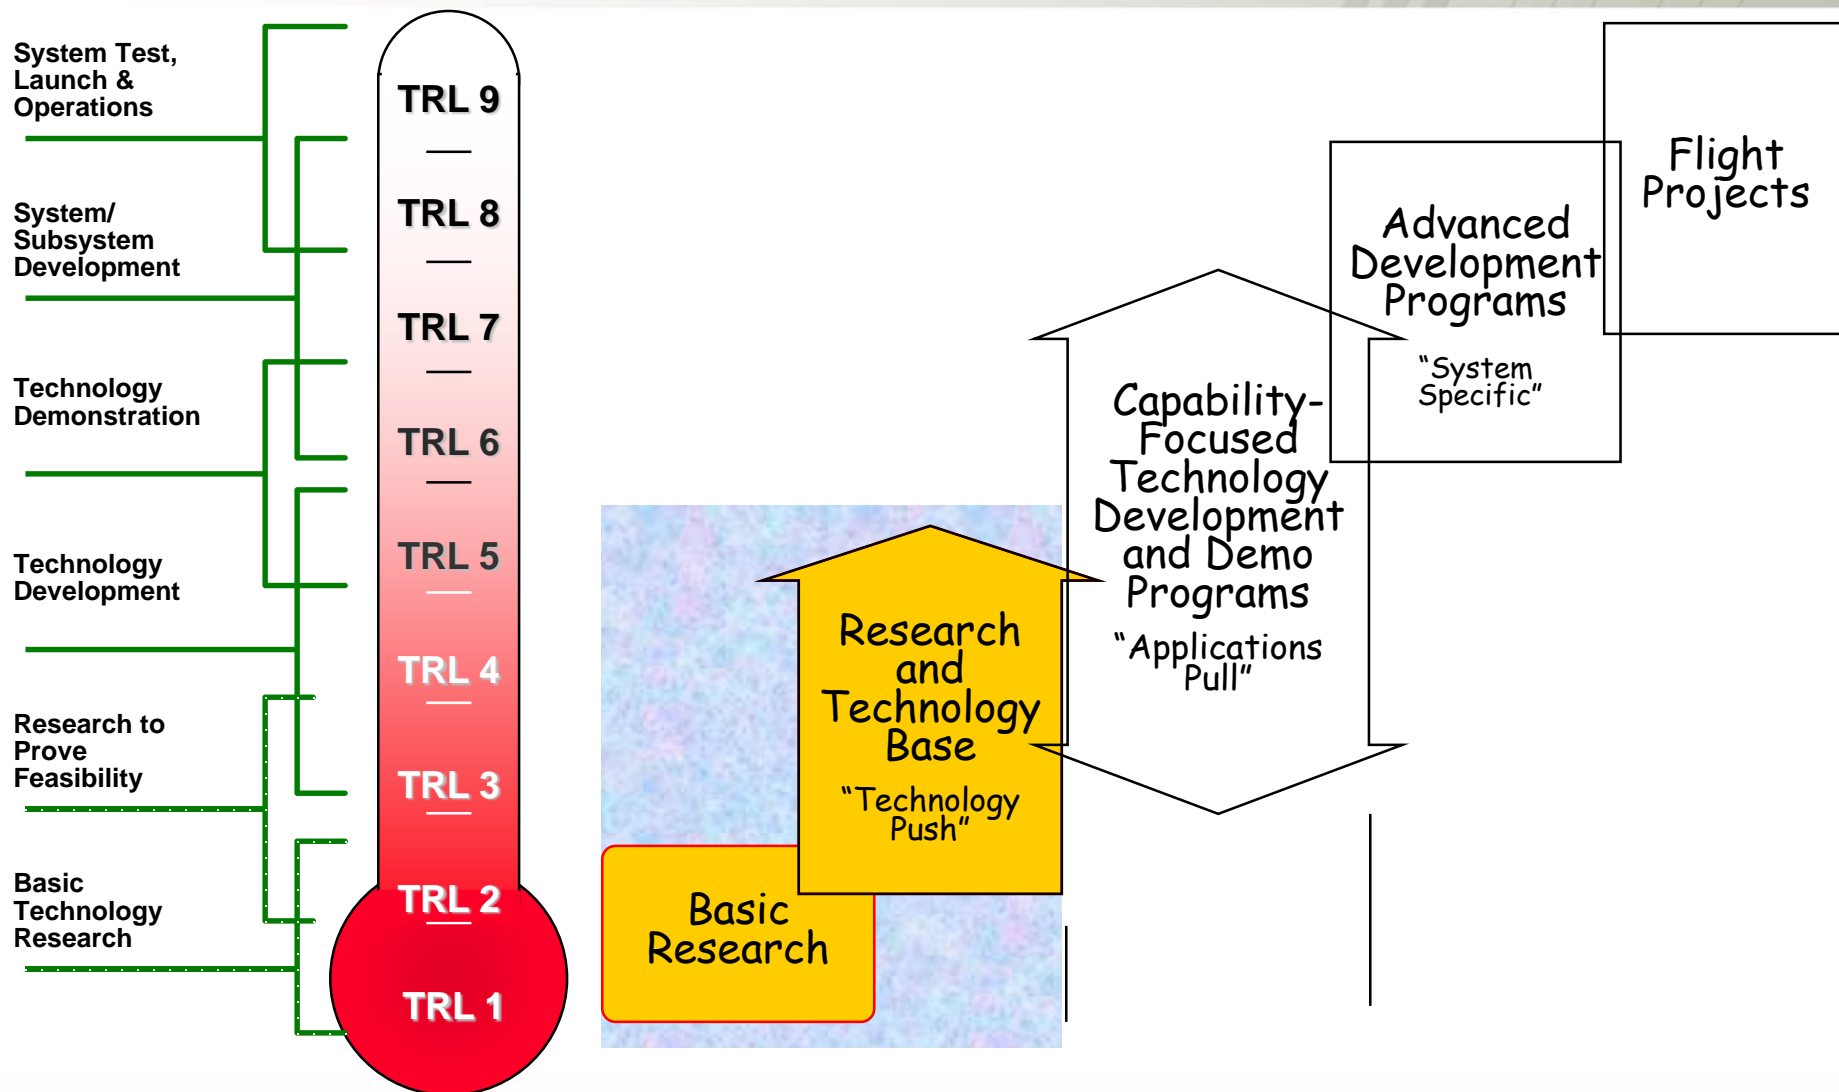 System Test,
Launch &
Operations
System/
Subsystem
Development
Technology
Demonstration
Technology
Development
Research to
Prove
Feasibility
Basic
Technology
Research
TRL 9
TRL 8
TRL 7
TRL 6
TRL 5
TRL 4
TRL 3
TRL 2
TRL 1
Basic
Research
Research
and
Technology
Base
“Technology
Push”
Capability-
Focused
Technology
Development
and Demo
Programs
“Applications
Pull”
Advanced
Development
Programs
“System
Specific”
Flight
Projects